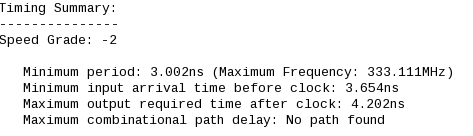 Timing Summary:
---------------
Speed Grade: -2
Minimum period: 3.002ns (Maximum Frequency: 333.111MHz)
Minimum input arrival time before clock: 3.654ns
Maximum output required time after clock: 4.202ns
Maximum combinational path delay: No path found